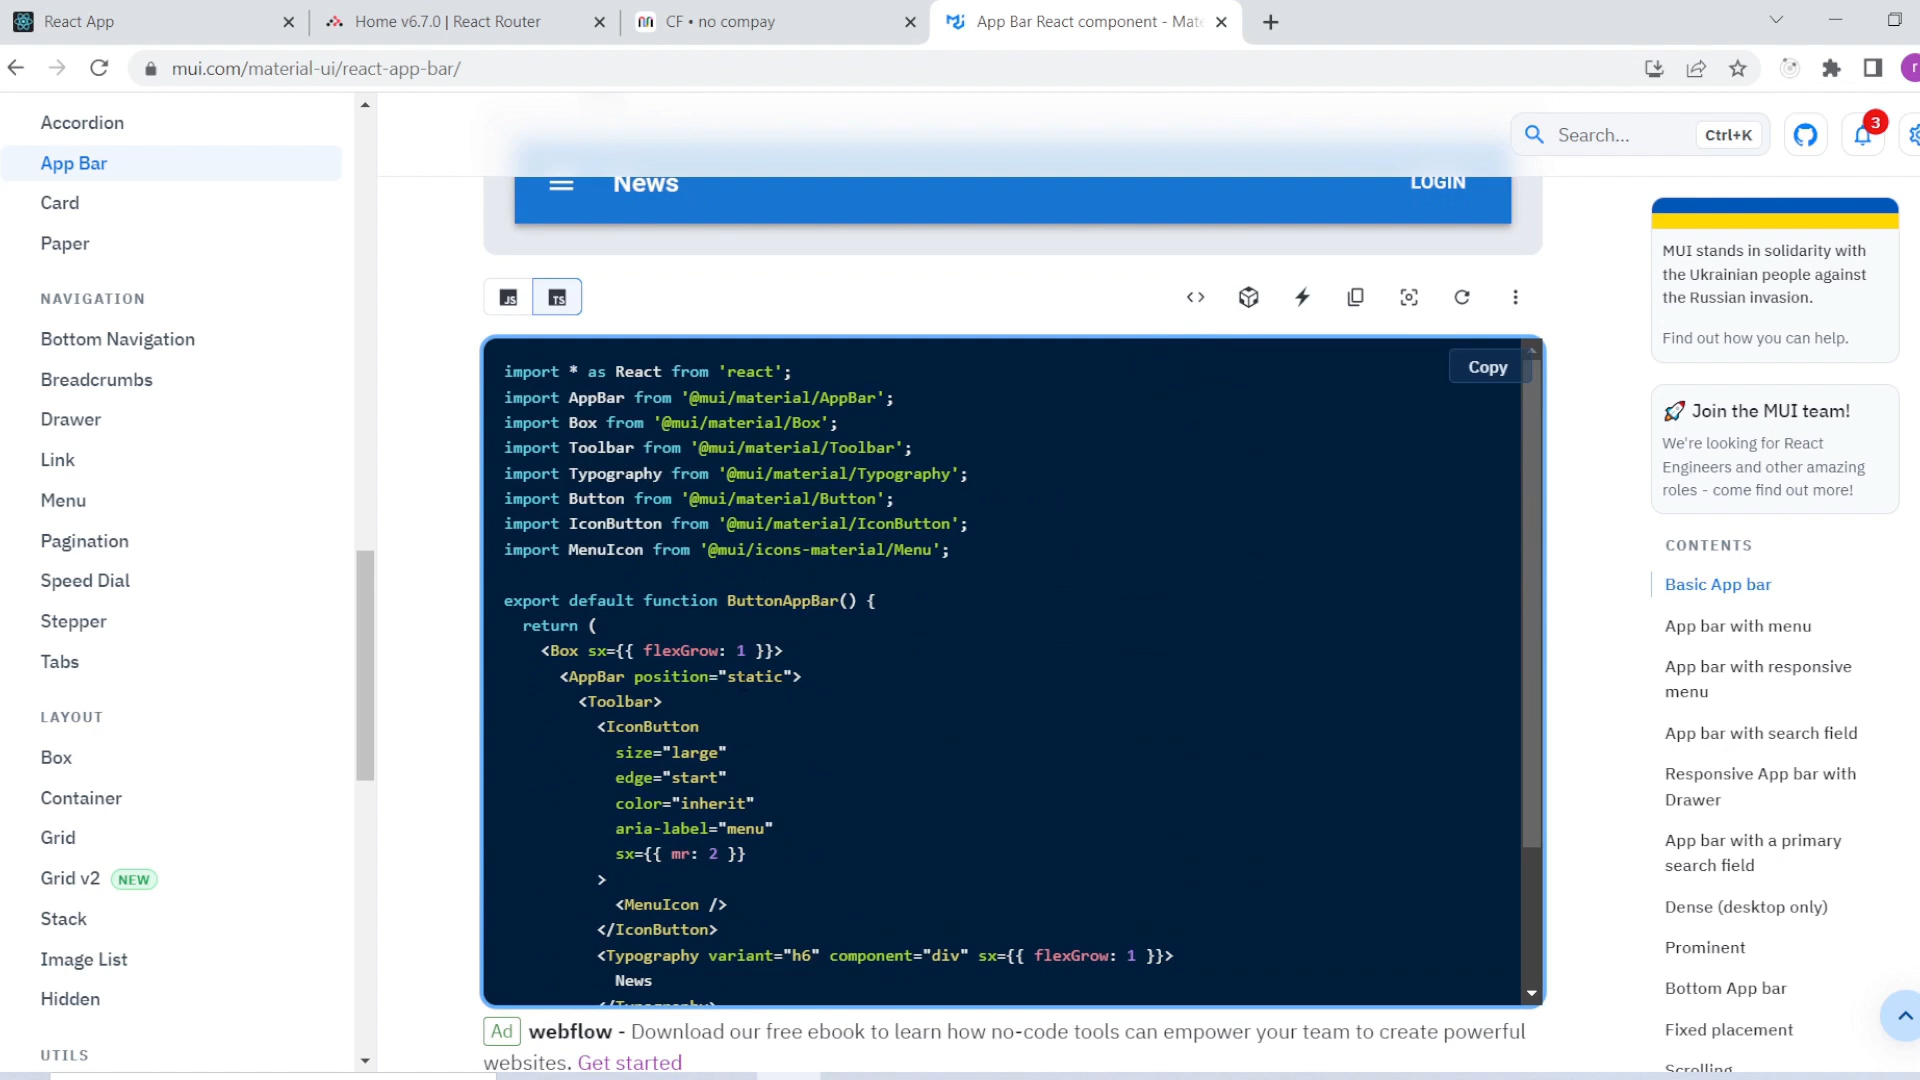 React App
Home v6.7.0 | React Router
CF • no compay
App Bar React component - Mate
mui.com/material-ui/react-app-bar/
r
Accordion
App Bar
Card
Paper
NAVIGATION
Bottom Navigation
Breadcrumbs
Drawer
Link
Menu
Pagination
Speed Dial
Stepper
Tabs
LAYOUT
Box
Container
Grid
Grid v2 NEW
Stack
Image List
Hidden
UTILS
Search...
Ctrl+K
3
News
LOGIN
JS
TS
Copy
import * as React from 'react';
import AppBar from '@mui/material/AppBar';
import Box from '@mui/material/Box';
import Toolbar from '@mui/material/Toolbar';
import Typography from '@mui/material/Typography';
import Button from '@mui/material/Button';
import IconButton from '@mui/material/IconButton';
import MenuIcon from '@mui/icons-material/Menu';
export default function ButtonAppBar() {
return (
<Box sx={{ flexGrow: 1 }}>
<AppBar position="static">
<Toolbar>
<IconButton
size="large"
edge="start"
color="inherit"
aria-label="menu"
sx={{ mr: 2 }}
>
<MenuIcon />
</IconButton>
<Typography variant="h6" component="div" sx={{ flexGrow: 1 }}>
News
</Typography>
Ad webflow - Download our free ebook to learn how no-code tools can empower your team to create powerful
websites. Get started
MUI stands in solidarity with
the Ukrainian people against
the Russian invasion.
Find out how you can help.
🚀 Join the MUI team!
We're looking for React
Engineers and other amazing
roles - come find out more!
CONTENTS
Basic App bar
App bar with menu
App bar with responsive
menu
App bar with search field
Responsive App bar with
Drawer
App bar with a primary
search field
Dense (desktop only)
Prominent
Bottom App bar
Fixed placement
Scrolling